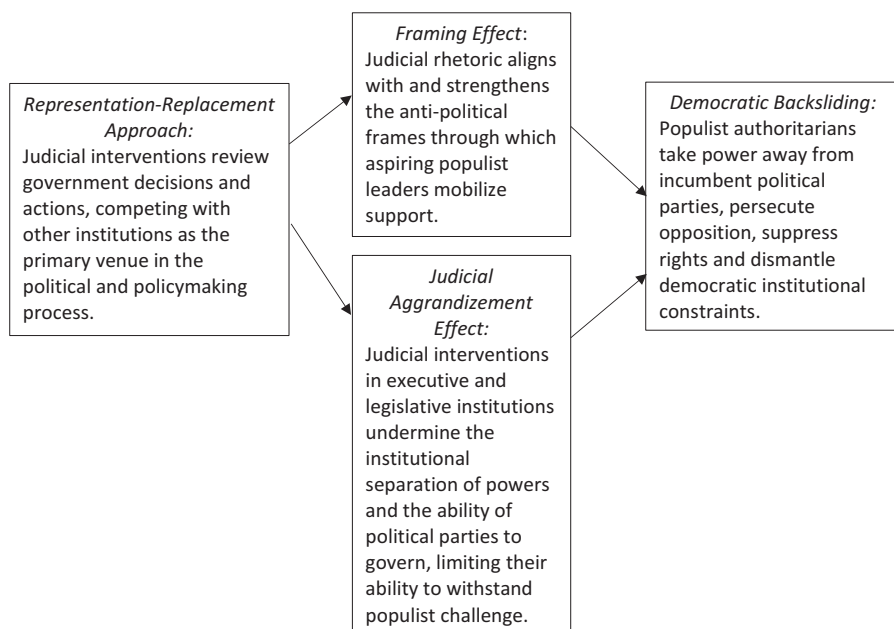 Representation-Replacement
Approach:
Judicial interventions review
government decisions and
actions, competing with
other institutions as the
primary venue in the
political and policymaking
process.
Framing Effect:
Judicial rhetoric aligns
with and strengthens
the anti-political
frames through which
aspiring populist
leaders mobilize
support.
Judicial
Aggrandizement
Effect:
Judicial interventions
in executive and
legislative institutions
undermine the
institutional
separation of powers
and the ability of
political parties to
govern, limiting their
ability to withstand
populist challenge.
Democratic Backsliding:
Populist authoritarians
take power away from
incumbent political
parties, persecute
opposition, suppress
rights and dismantle
democratic institutional
constraints.